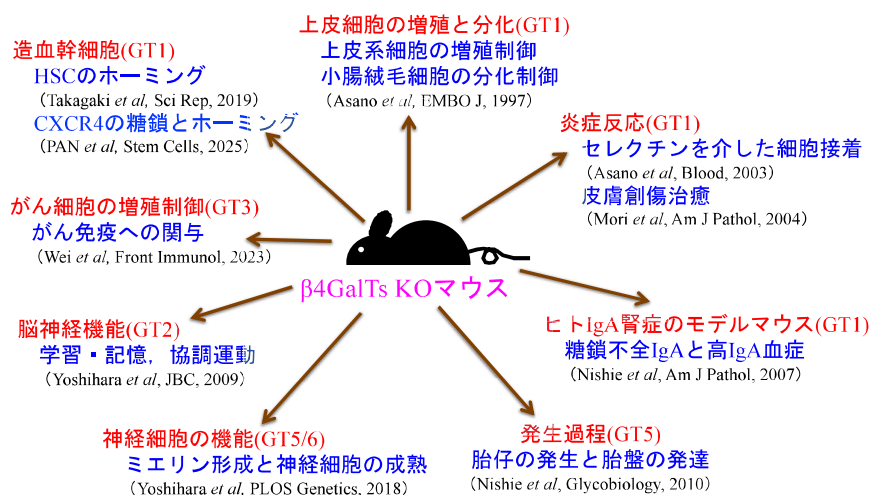 造血幹細胞(GT1)
HSCのホーミング
（Takagaki et al, Sci Rep, 2019）
CXCR4の糖鎖とホーミング
（PAN et al, Stem Cells, 2025）
上皮細胞の増殖と分化(GT1)
上皮系細胞の増殖制御
小腸絨毛細胞の分化制御
（Asano et al, EMBO J, 1997）
炎症反応(GT1)
セレクチンを介した細胞接着
（Asano et al, Blood, 2003）
皮膚創傷治癒
（Mori et al, Am J Pathol, 2004）
がん細胞の増殖制御(GT3)
がん免疫への関与
（Wei et al, Front Immunol, 2023）
β4GalTs KOマウス
脳神経機能(GT2)
学習・記憶，協調運動
（Yoshihara et al, JBC, 2009）
ヒトIgA腎症のモデルマウス(GT1)
糖鎖不全IgAと高IgA血症
（Nishie et al, Am J Pathol, 2007）
神経細胞の機能(GT5/6)
ミエリン形成と神経細胞の成熟
（Yoshihara et al, PLOS Genetics, 2018）
発生過程(GT5)
胎仔の発生と胎盤の発達
（Nishie et al, Glycobiology, 2010）